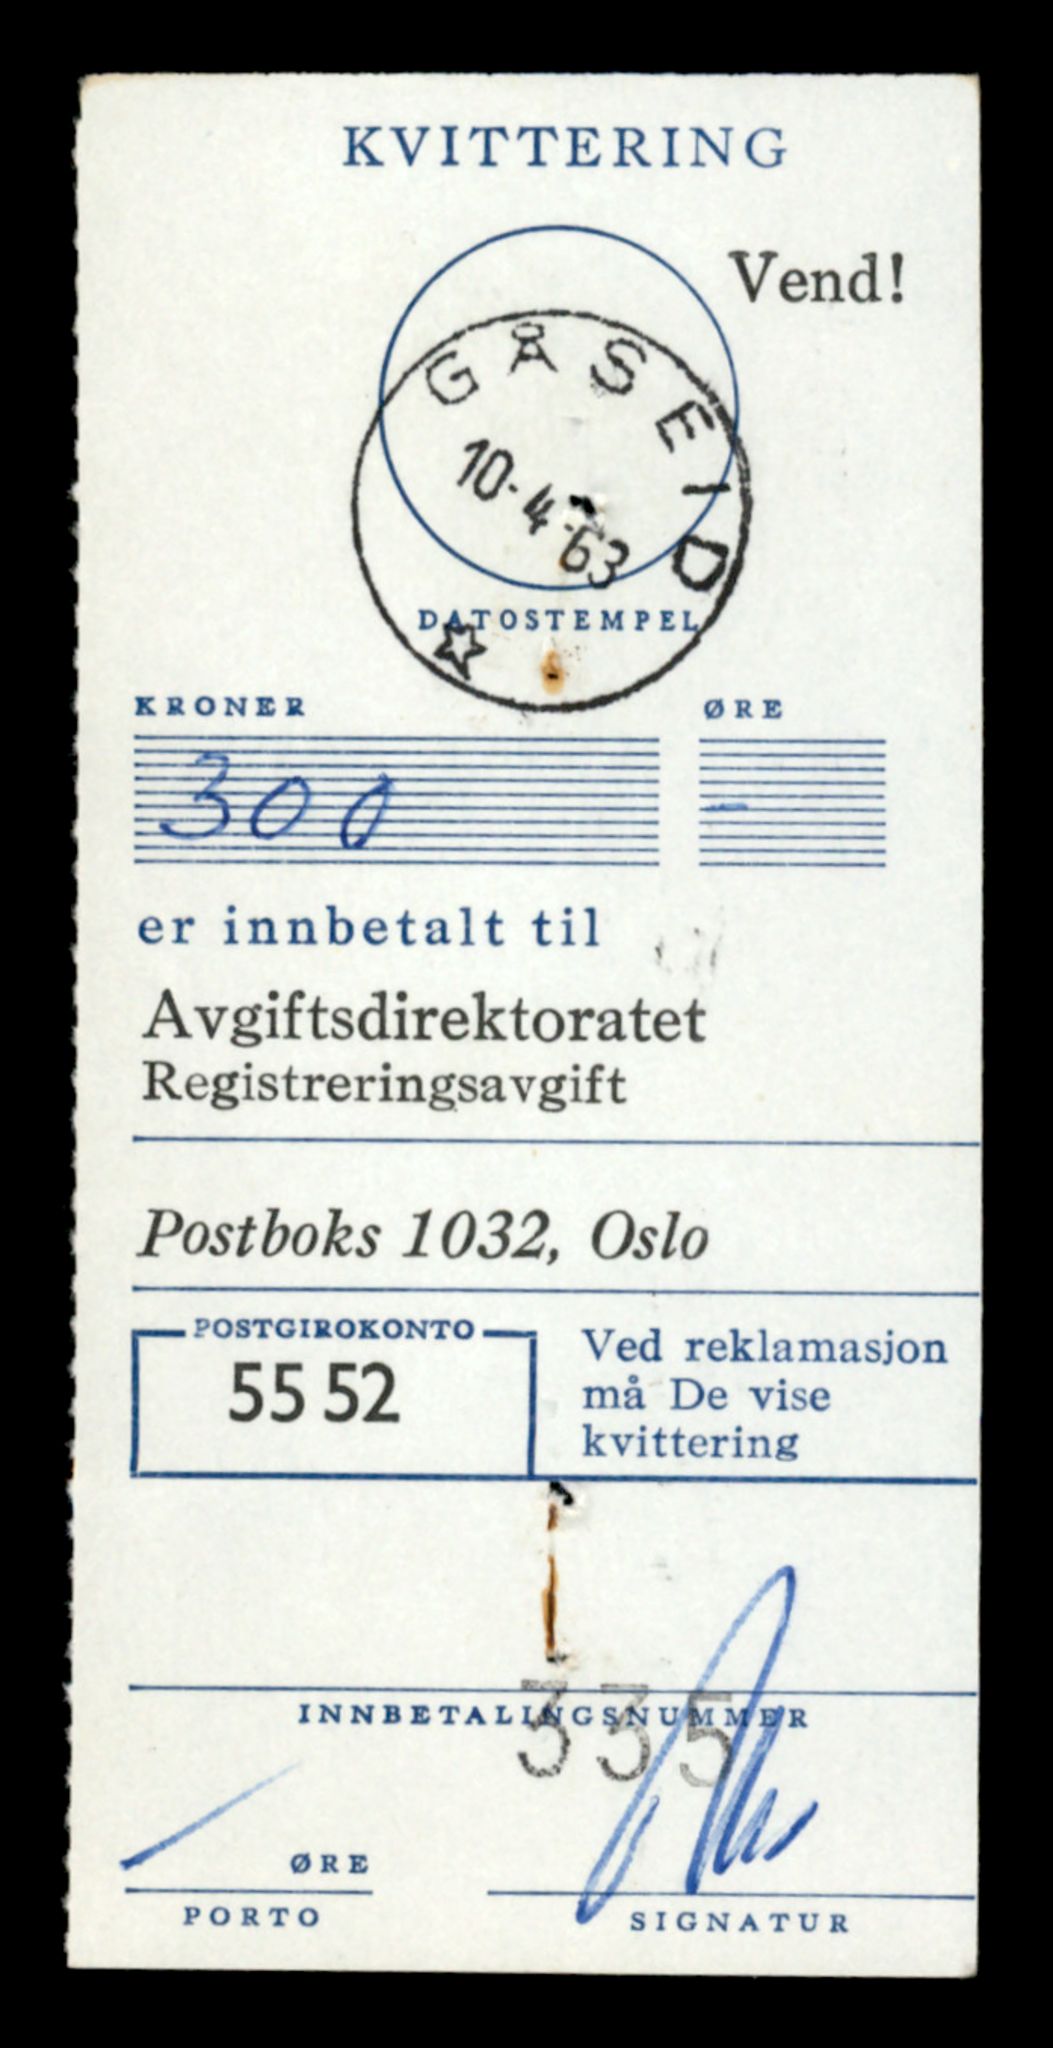 KVITTERING
Vend!
GÅSEID
10-4-63
DATOSTEMPEL
KRONER ØRE
300 -
er innbetalt til
Avgiftsdirektoratet
Registreringsavgift
Postboks 1032, Oslo
POSTGIROKONTO
55 52
Ved reklamasjon
må De vise
kvittering
INNBETALINGSNUMMER
335
ØRE
PORTO
SIGNATUR